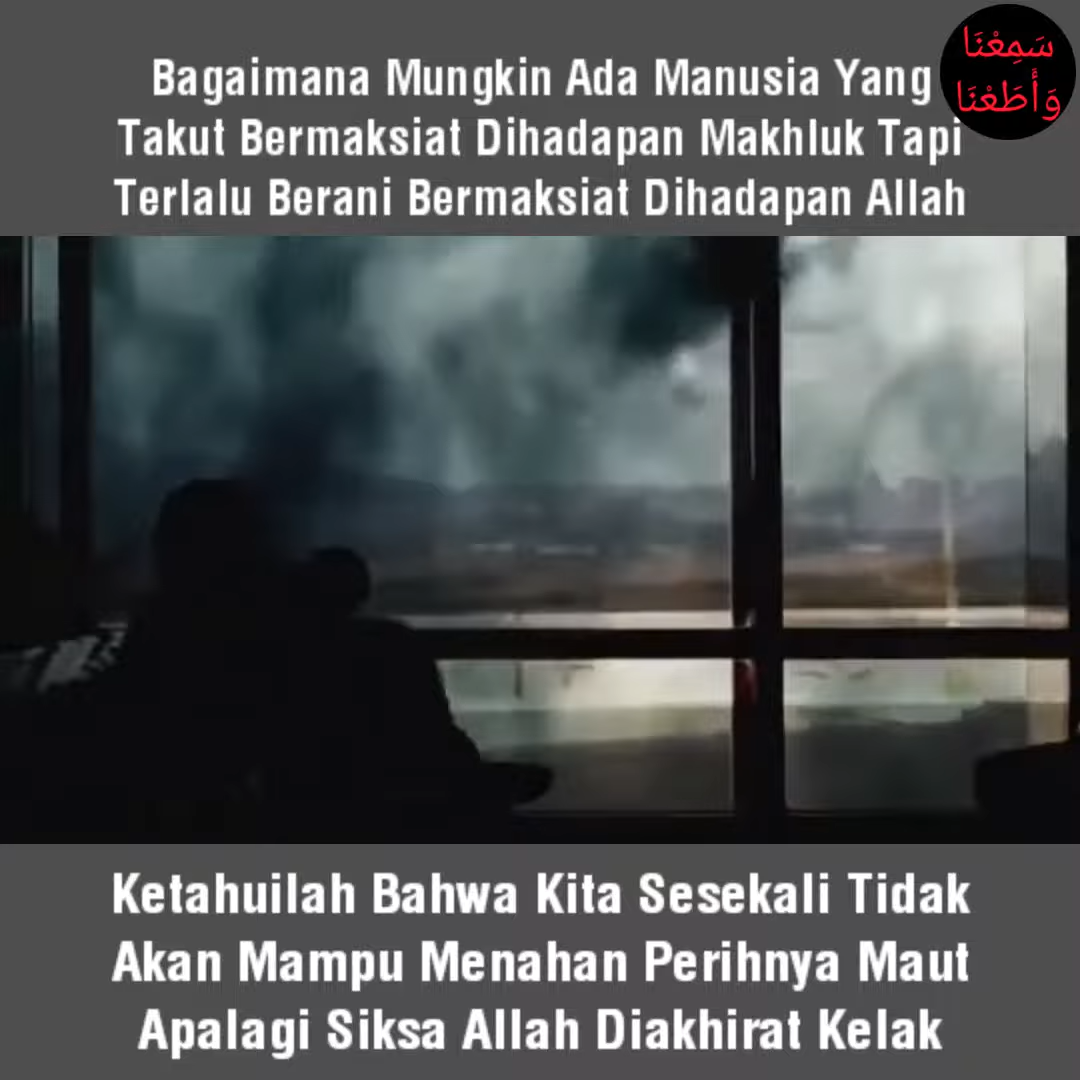 سَمِعْنَا
وَأَطَعْنَا
Bagaimana Mungkin Ada Manusia Yang
Takut Bermaksiat Dihadapan Makhluk Tapi
Terlalu Berani Bermaksiat Dihadapan Allah
Ketahuilah Bahwa Kita Sesekali Tidak
Akan Mampu Menahan Perihnya Maut
Apalagi Siksa Allah Diakhirat Kelak